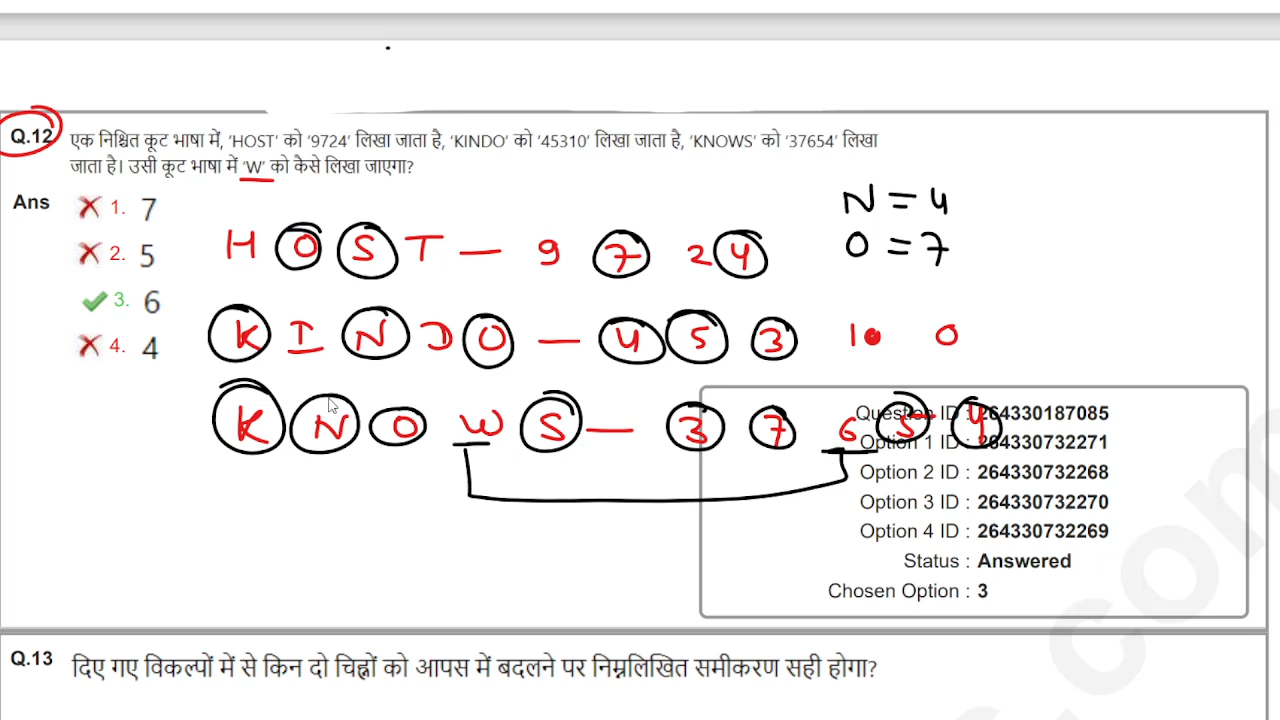 Q.12 एक निश्चित कूट भाषा में, 'HOST' को '9724' लिखा जाता है, 'KINDO' को '45310' लिखा जाता है, 'KNOWS' को '37654' लिखा
जाता है। उसी कूट भाषा में 'W' को कैसे लिखा जाएगा?
Ans 1. 7
2. 5
3. 6
4. 4
H O S T — 9 7 2 4
N = 4
O = 7
K I N D O — 4 5 3 1 0
K N O W S — 3 7 6 5 4
Question ID : 264330187085
Option 1 ID : 264330732271
Option 2 ID : 264330732268
Option 3 ID : 264330732270
Option 4 ID : 264330732269
Status : Answered
Chosen Option : 3
Q.13 दिए गए विकल्पों में से किन दो चिह्नों को आपस में बदलने पर निम्नलिखित समीकरण सही होगा?